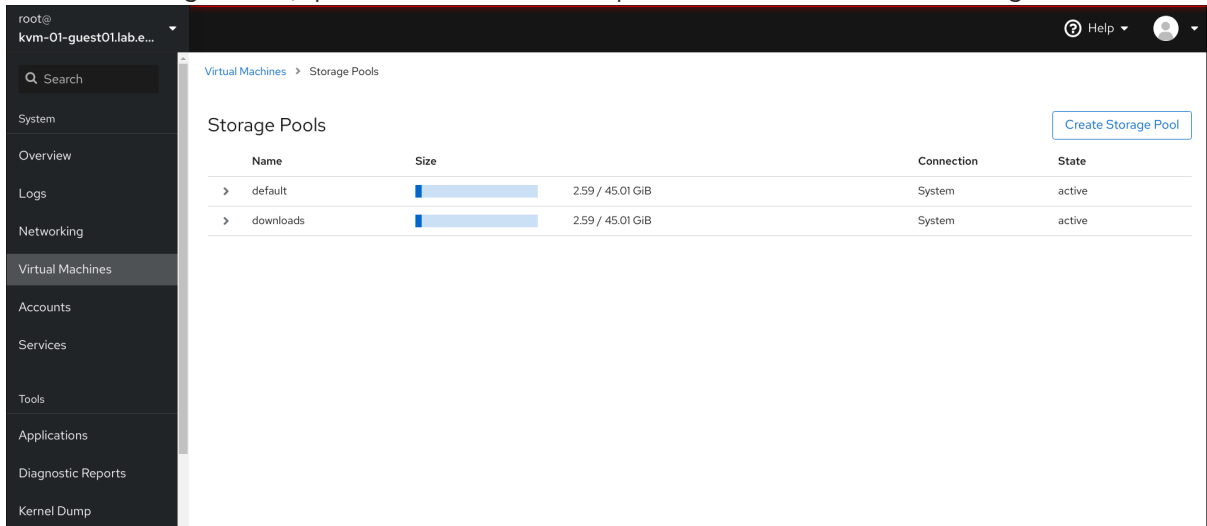 root@
kvm-01-guest01.lab.e...
Help
Search
System
Overview
Logs
Networking
Virtual Machines
Accounts
Services
Tools
Applications
Diagnostic Reports
Kernel Dump
Virtual Machines > Storage Pools
Storage Pools
Create Storage Pool
Name Size Connection State
default 2.59 / 45.01 GiB System active
downloads 2.59 / 45.01 GiB System active